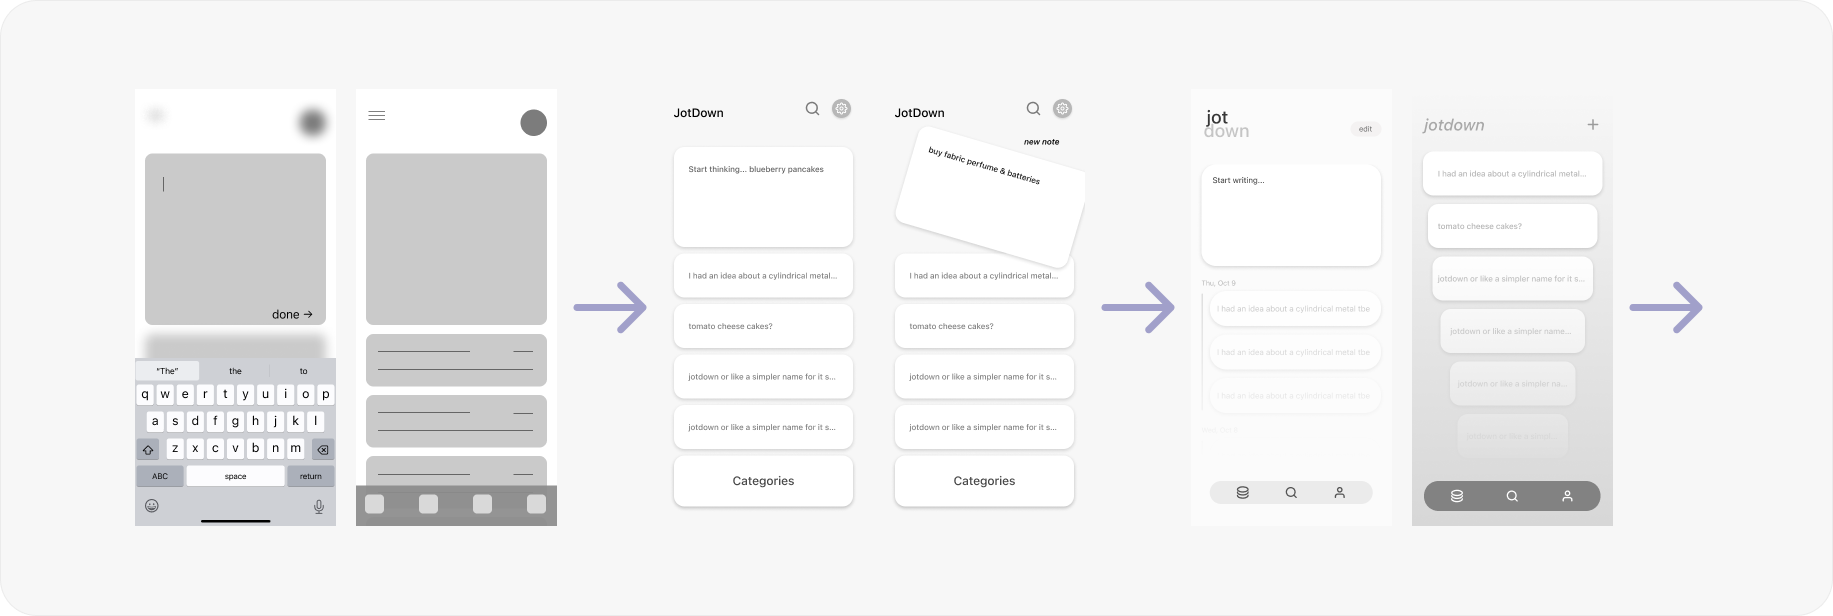 done →
"The" the to
q w e r t y u i o p
a s d f g h j k l
z x c v b n m
ABC space return
JotDown
Start thinking... blueberry pancakes
I had an idea about a cylindrical metal...
tomato cheese cakes?
jotdown or like a simpler name for it s...
jotdown or like a simpler name for it s...
Categories
JotDown
new note
buy fabric perfume & batteries
I had an idea about a cylindrical metal...
tomato cheese cakes?
jotdown or like a simpler name for it s...
jotdown or like a simpler name for it s...
Categories
jot
down
edit
Start writing...
Thu, Oct 9
I had an idea about a cylindrical metal tbe
I had an idea about a cylindrical metal tbe
I had an idea about a cylindrical metal tbe
jotdown
I had an idea about a cylindrical metal...
tomato cheese cakes?
jotdown or like a simpler name for it s...
jotdown or like a simpler name...
jotdown or like a simpler na...